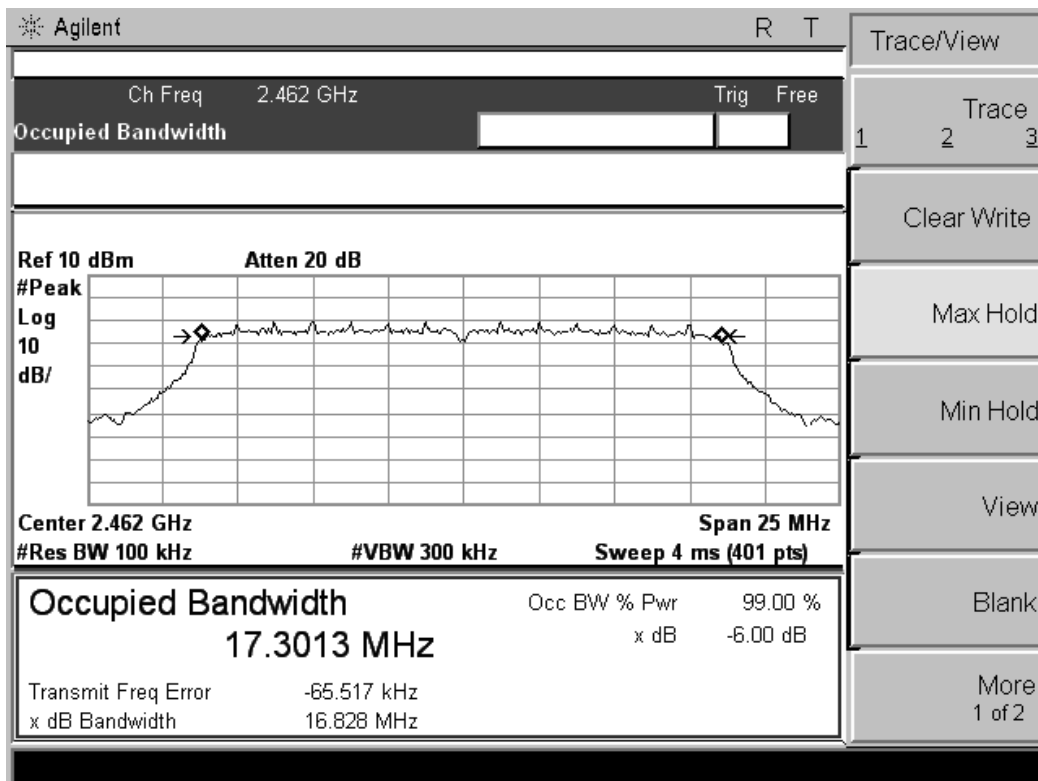 Agilent R T
Ch Freq 2.462 GHz Trig Free
Occupied Bandwidth
Ref 10 dBm Atten 20 dB
#Peak
Log
10
dB/
Center 2.462 GHz Span 25 MHz
#Res BW 100 kHz #VBW 300 kHz Sweep 4 ms (401 pts)
Occupied Bandwidth
17.3013 MHz
Occ BW % Pwr 99.00 %
x dB -6.00 dB
Transmit Freq Error -65.517 kHz
x dB Bandwidth 16.828 MHz
Trace/View
Trace
1 2 3
Clear Write
Max Hold
Min Hold
View
Blank
More
1 of 2